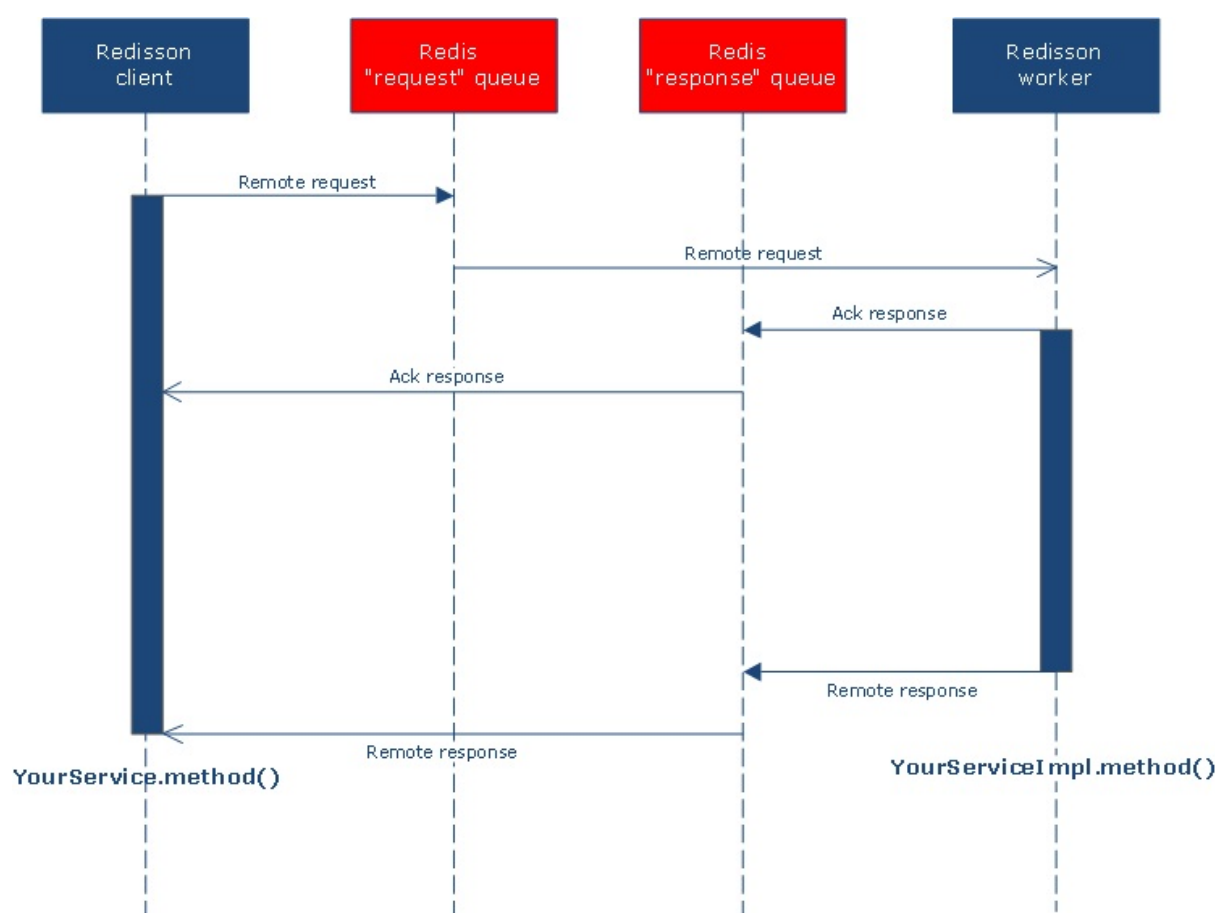 Redisson
client
Redis
"request" queue
Redis
"response" queue
Redisson
worker
Remote request
Remote request
Ack response
Ack response
Remote response
Remote response
YourService.method()
YourServiceImpl.method()